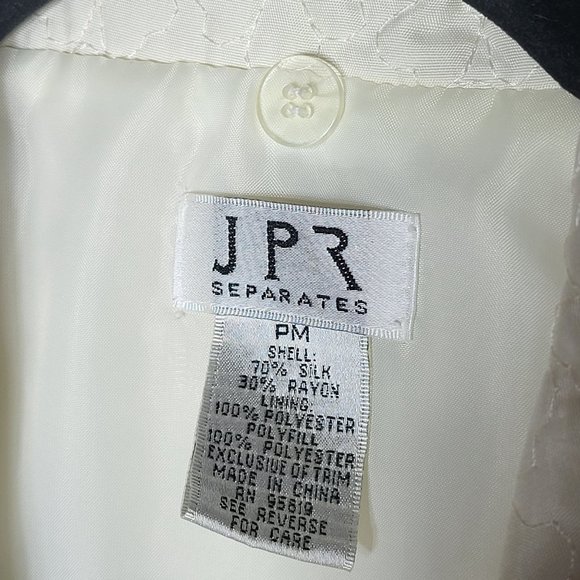 JPR
SEPARATES
PM
SHELL:
70% SILK
30% RAYON
LINING:
100% POLYESTER
POLYFILL
100% POLYESTER
EXCLUSIVE OF TRIM
MADE IN CHINA
RN 95619
SEE REVERSE
FOR CARE